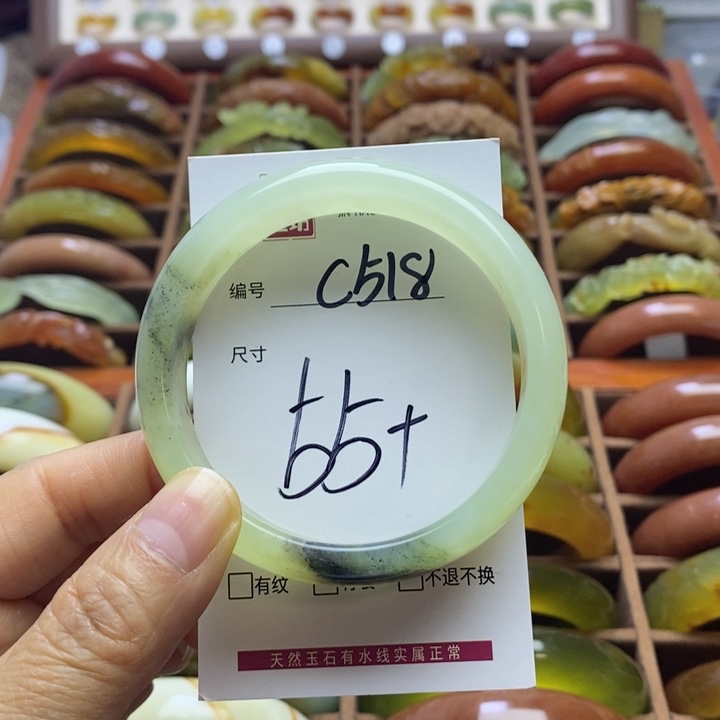 编号 C518
尺寸
55+
有纹
不退不换
天然玉石有水线实属正常